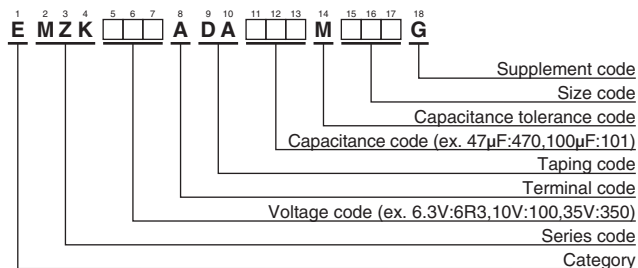 1 2 3 4 5 6 7 8 9 10 11 12 13 14 15 16 17 18
E M Z K A D A M G
Supplement code
Size code
Capacitance tolerance code
Capacitance code (ex. 47µF:470,100µF:101)
Taping code
Terminal code
Voltage code (ex. 6.3V:6R3,10V:100,35V:350)
Series code
Category